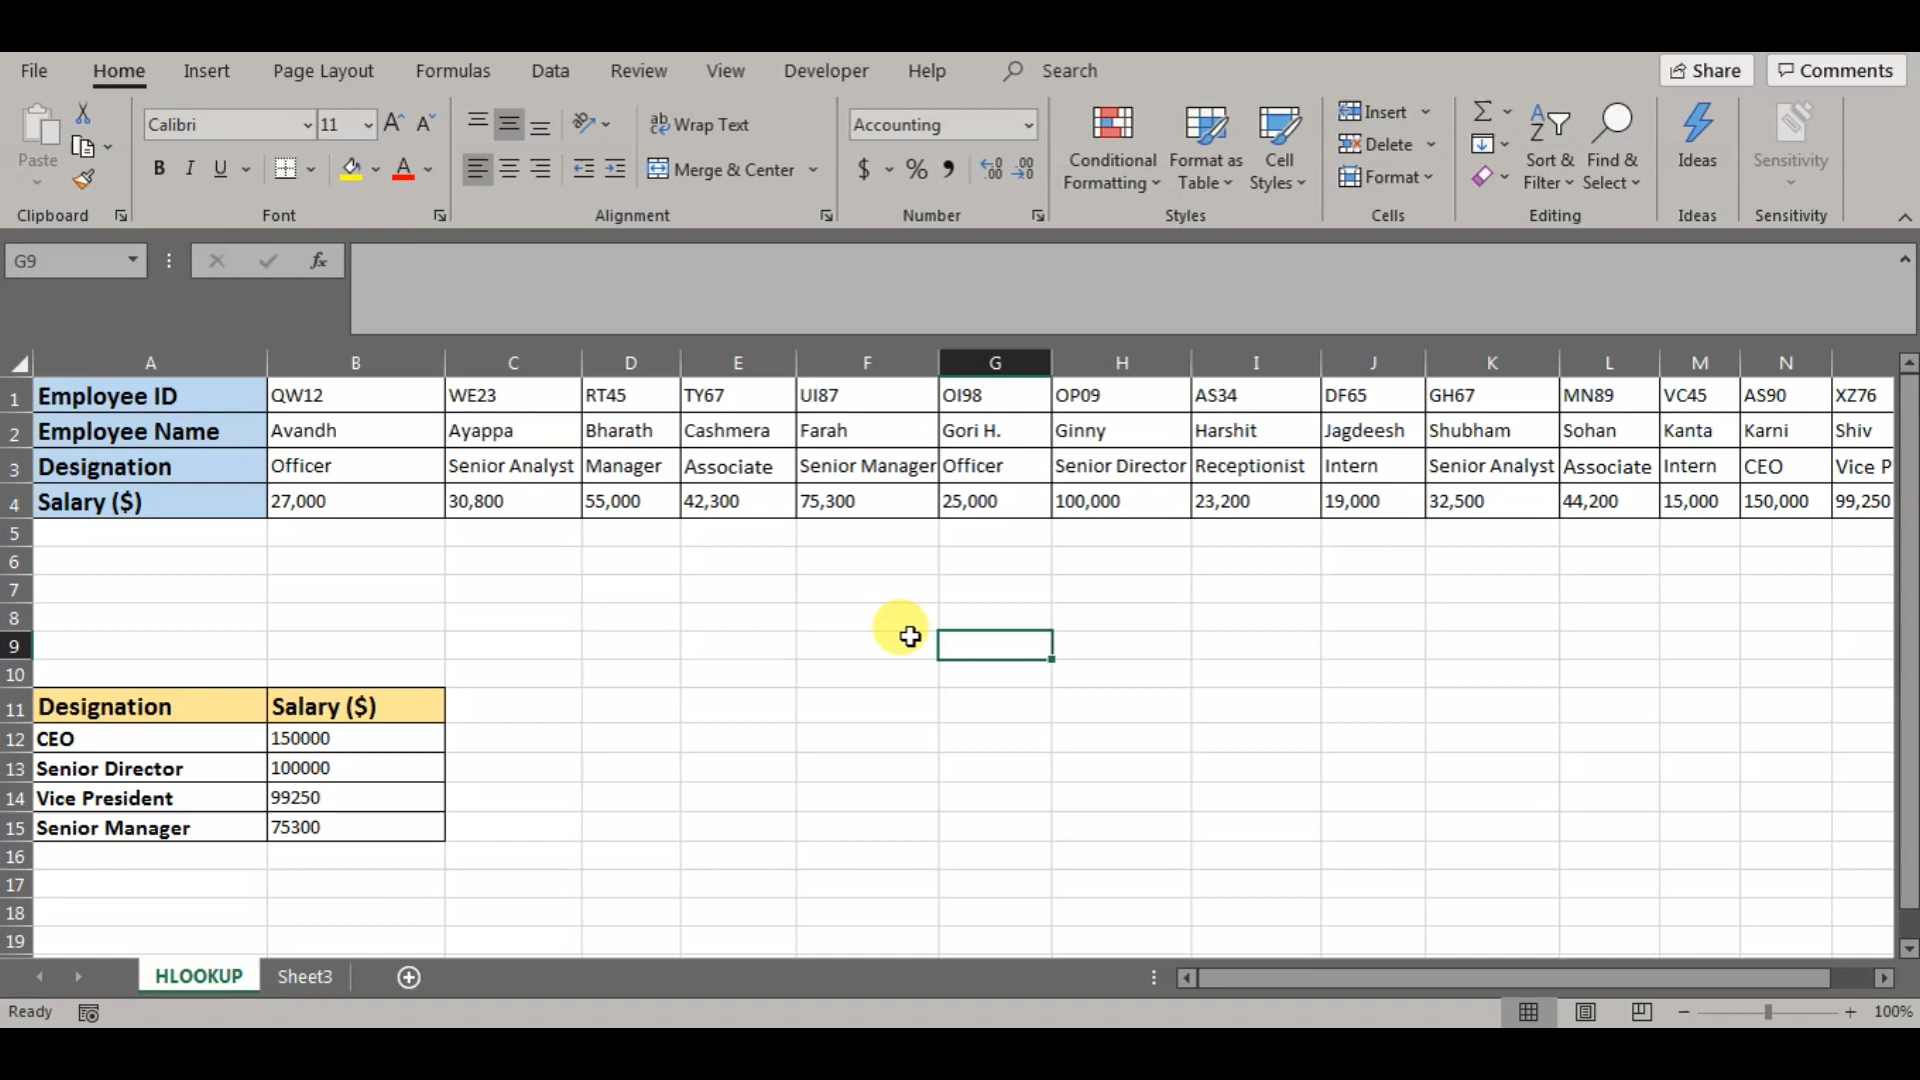 File Home Insert Page Layout Formulas Data Review View Developer Help Search Share Comments
Calibri 11 A A Wrap Text Accounting Insert
Paste Conditional Format as Cell Delete Sort & Find & Ideas Sensitivity
B I U A Merge & Center $ % Formatting Table Styles Format Filter Select
Clipboard Font Alignment Number Styles Cells Editing Ideas Sensitivity
G9 fx
A B C D E F G H I J K L M N
1 Employee ID QW12 WE23 RT45 TY67 UI87 OI98 OP09 AS34 DF65 GH67 MN89 VC45 AS90 XZ76
2 Employee Name Avandh Ayappa Bharath Cashmera Farah Gori H. Ginny Harshit Jagdeesh Shubham Sohan Kanta Karni Shiv
3 Designation Officer Senior Analyst Manager Associate Senior Manager Officer Senior Director Receptionist Intern Senior Analyst Associate Intern CEO Vice P
4 Salary ($) 27,000 30,800 55,000 42,300 75,300 25,000 100,000 23,200 19,000 32,500 44,200 15,000 150,000 99,250
5
6
7
8
9
10
11 Designation Salary ($)
12 CEO 150000
13 Senior Director 100000
14 Vice President 99250
15 Senior Manager 75300
16
17
18
19
HLOOKUP Sheet3
Ready 100%